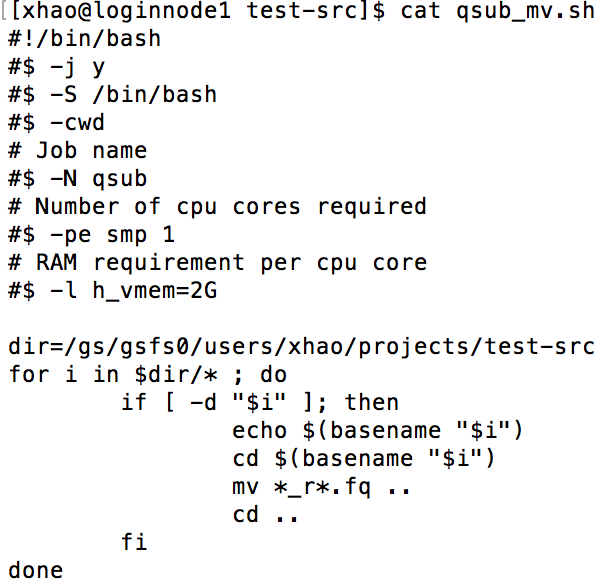 [[xhao@loginnode1 test-src]$ cat qsub_mv.sh
#!/bin/bash
#$ -j y
#$ -S /bin/bash
#$ -cwd
# Job name
#$ -N qsub
# Number of cpu cores required
#$ -pe smp 1
# RAM requirement per cpu core
#$ -l h_vmem=2G

dir=/gs/gsfs0/users/xhao/projects/test-src
for i in $dir/* ; do
        if [ -d "$i" ]; then
                echo $(basename "$i")
                cd $(basename "$i")
                mv *_r*.fq ..
                cd ..
        fi
done